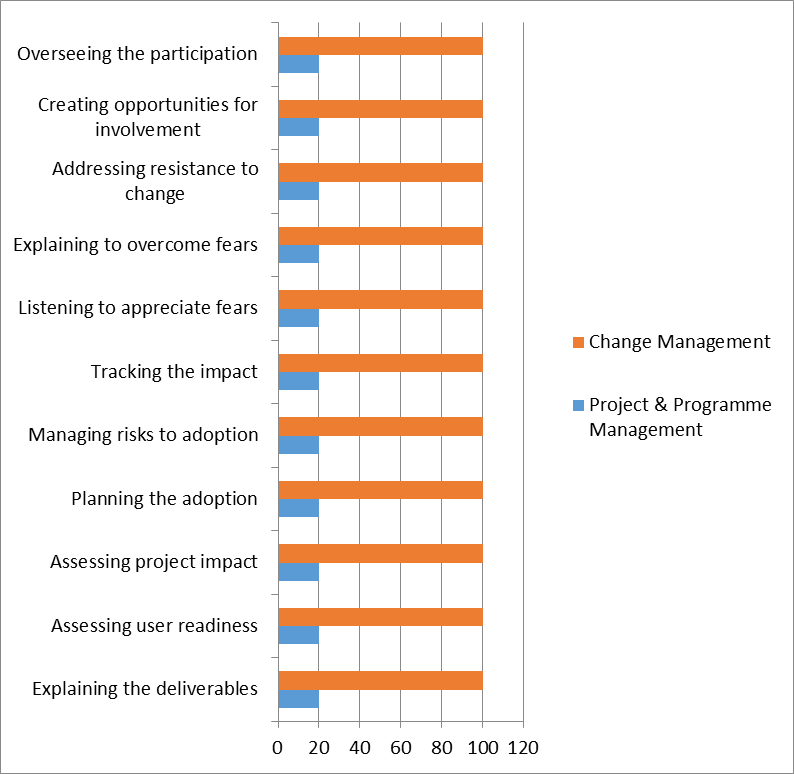 Overseeing the participation
Creating opportunities for
involvement
Addressing resistance to
change
Explaining to overcome fears
Listening to appreciate fears
Tracking the impact
Managing risks to adoption
Planning the adoption
Assessing project impact
Assessing user readiness
Explaining the deliverables
0 20 40 60 80 100 120
Change Management
Project & Programme
Management